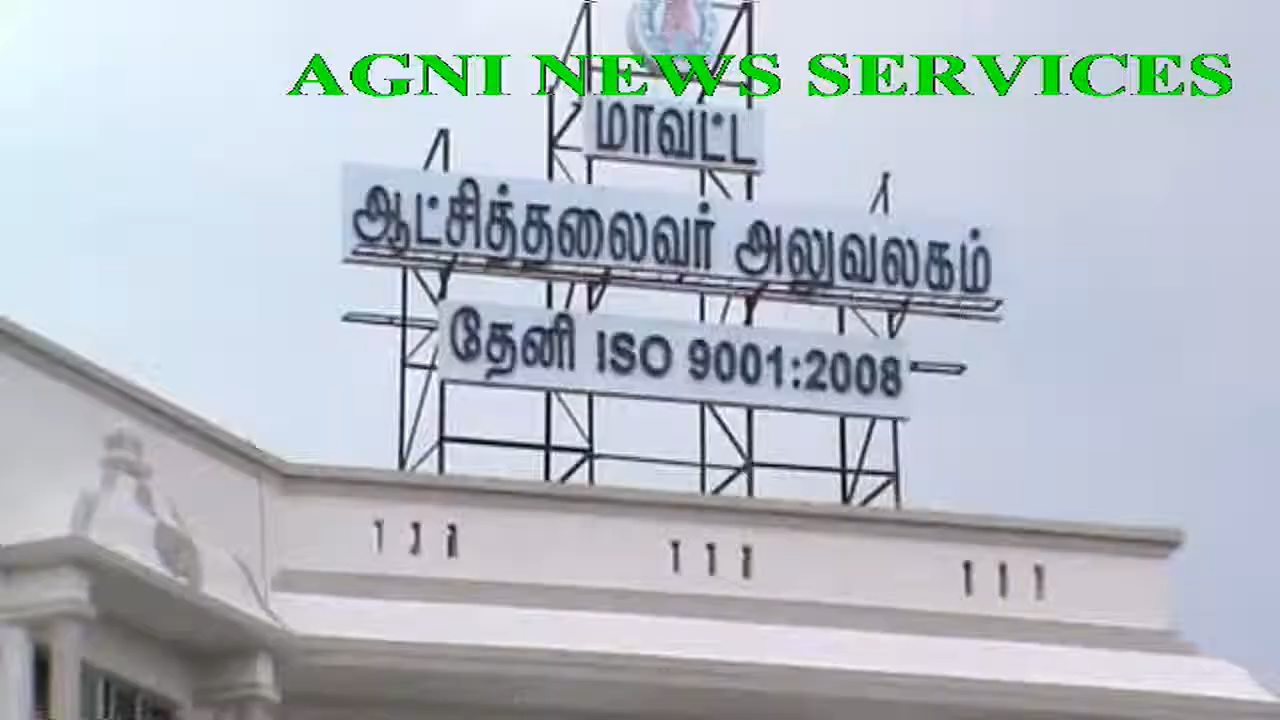 AGNI NEWS SERVICES
மாவட்ட
ஆட்சித்தலைவர் அலுவலகம்
தேனி ISO 9001:2008